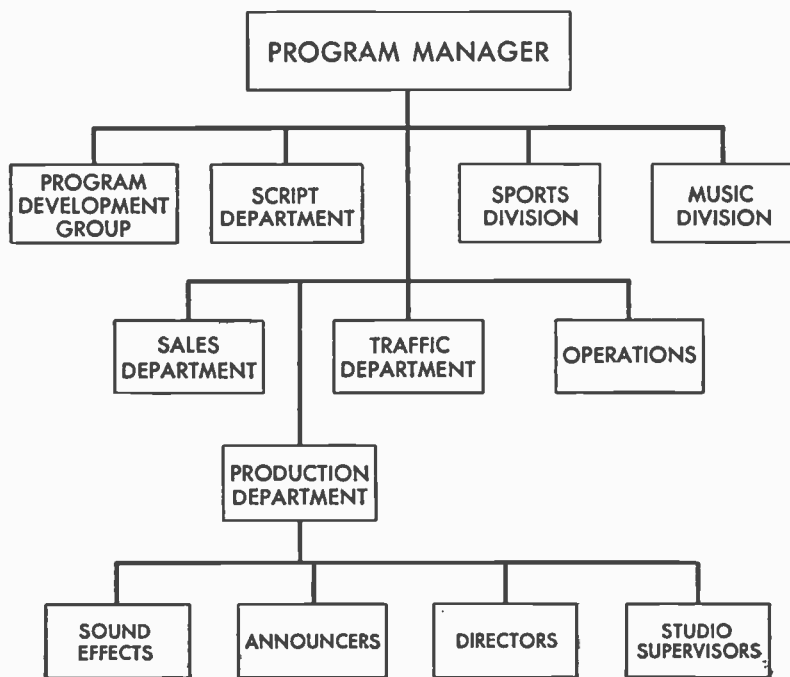 PROGRAM MANAGER
PROGRAM
DEVELOPMENT
GROUP
SCRIPT
DEPARTMENT
SPORTS
DIVISION
MUSIC
DIVISION
SALES
DEPARTMENT
TRAFFIC
DEPARTMENT
OPERATIONS
PRODUCTION
DEPARTMENT
SOUND
EFFECTS
ANNOUNCERS
DIRECTORS
STUDIO
SUPERVISORS